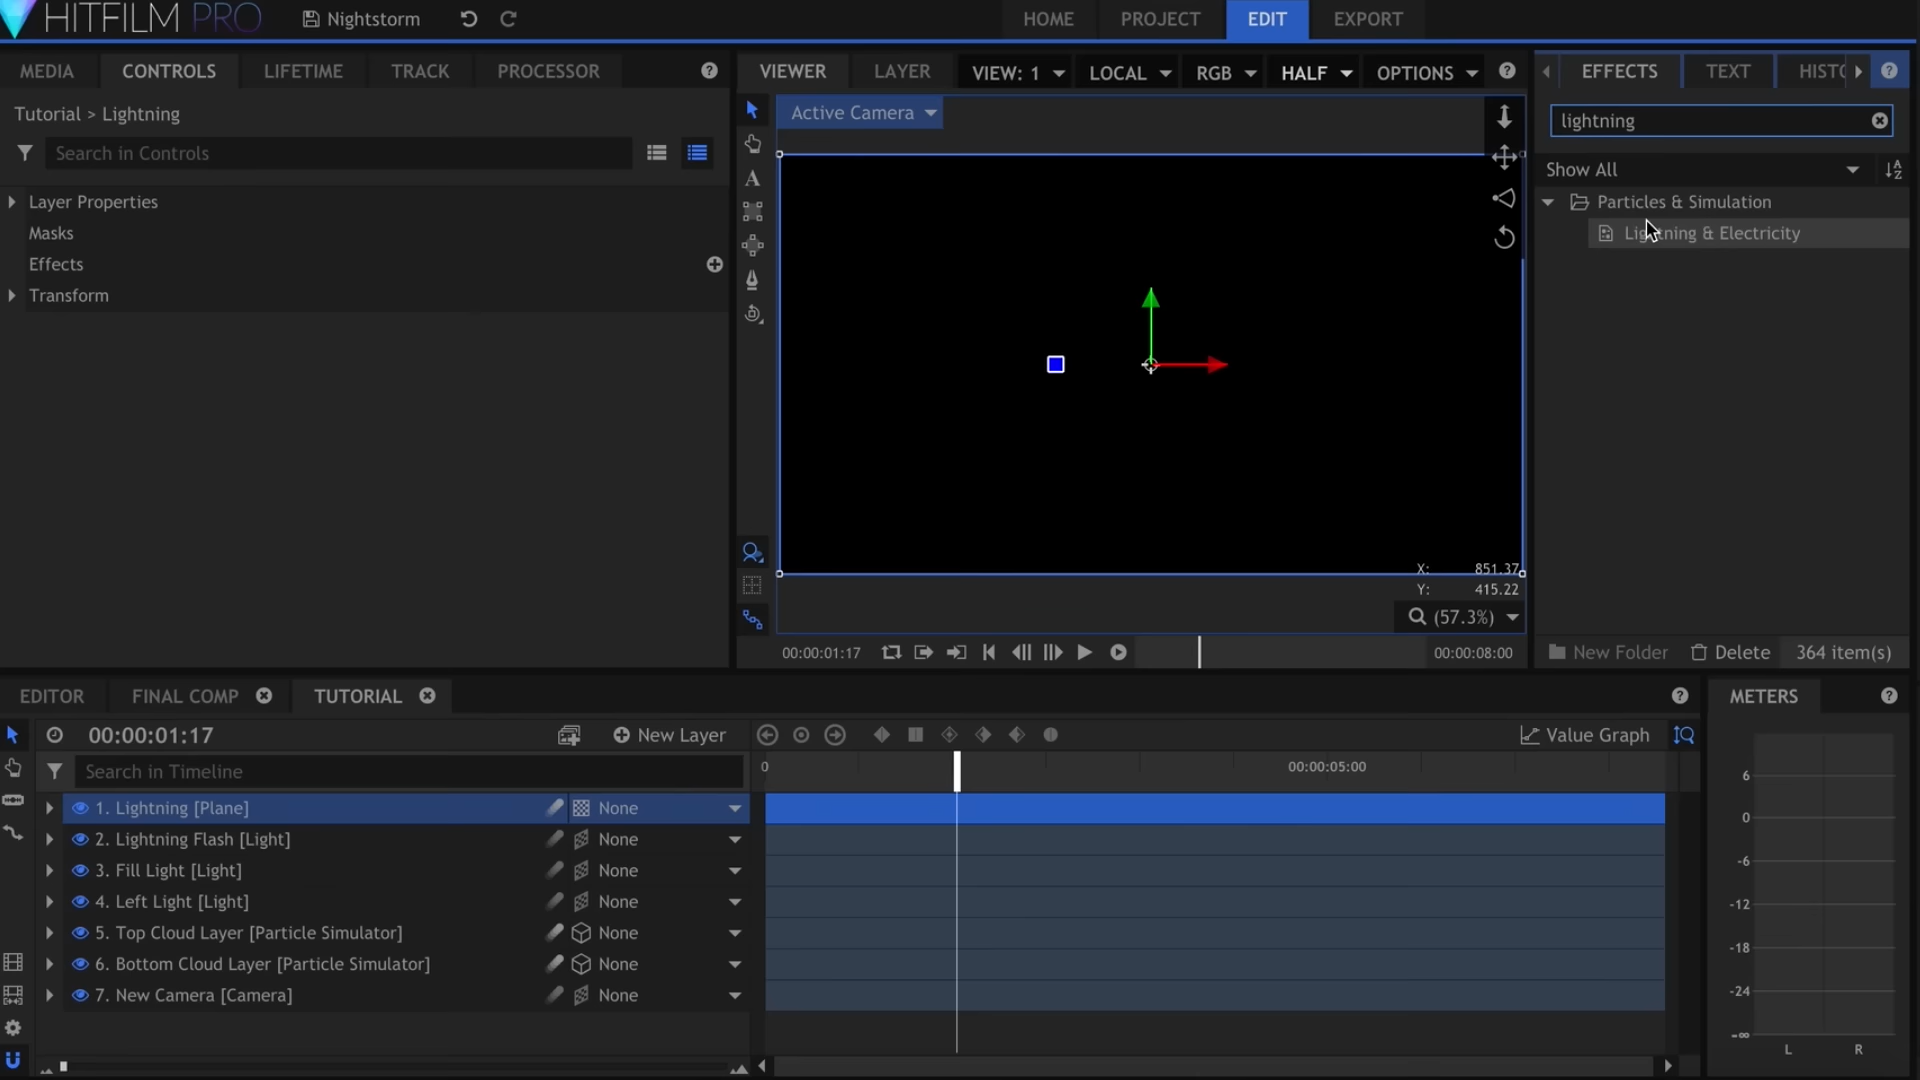 HITFILM PRO
Nightstorm
HOME
PROJECT
EDIT
EXPORT
MEDIA
CONTROLS
LIFETIME
TRACK
PROCESSOR
Tutorial > Lightning
Search in Controls
Layer Properties
Masks
Effects
Transform
VIEWER
LAYER
VIEW: 1
LOCAL
RGB
HALF
OPTIONS
Active Camera
X: 851.37
Y: 415.22
(57.3%)
00:00:01:17
00:00:08:00
EFFECTS
TEXT
HISTO
lightning
Show All
Particles & Simulation
Lightning & Electricity
New Folder
Delete
364 item(s)
EDITOR
FINAL COMP
TUTORIAL
00:00:01:17
New Layer
Value Graph
Search in Timeline
0
00:00:05:00
1. Lightning [Plane]
None
2. Lightning Flash [Light]
None
3. Fill Light [Light]
None
4. Left Light [Light]
None
5. Top Cloud Layer [Particle Simulator]
None
6. Bottom Cloud Layer [Particle Simulator]
None
7. New Camera [Camera]
None
METERS
6
0
-6
-12
-18
-24
-∞
L
R